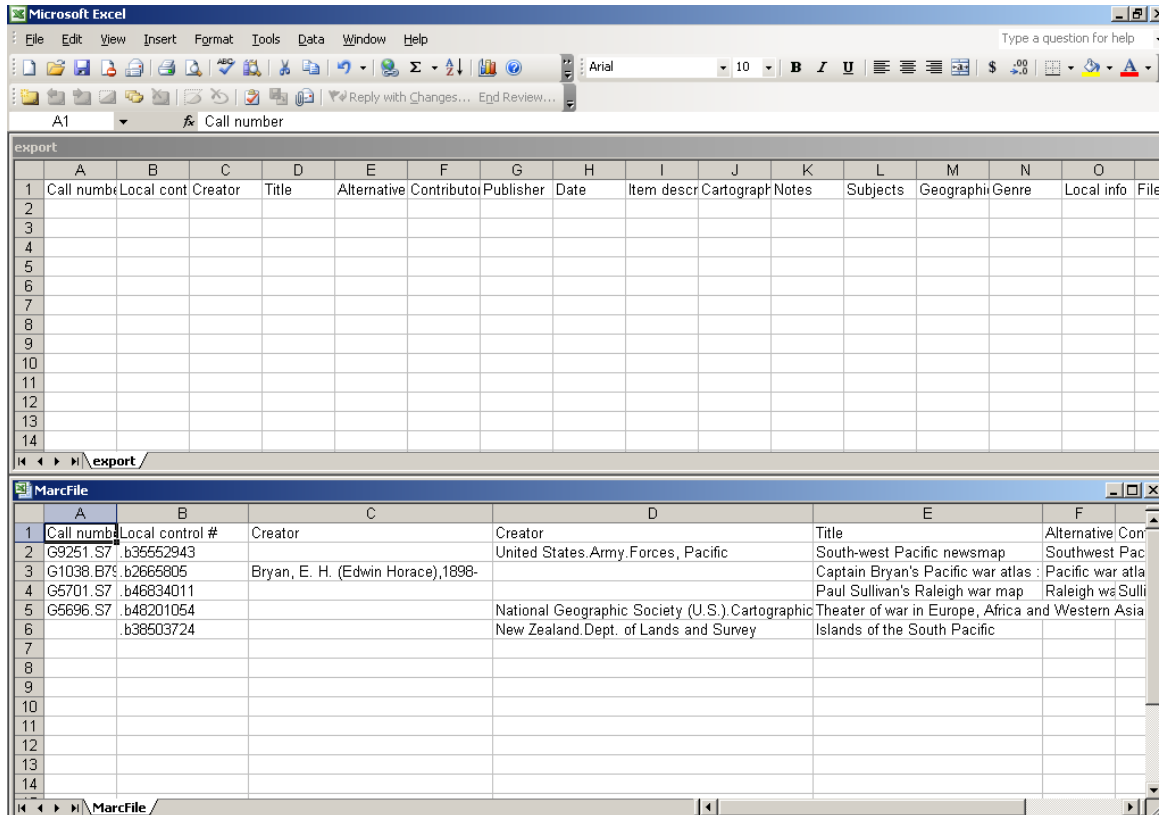 Microsoft Excel
File Edit View Insert Format Tools Data Window Help Type a question for help
Arial 10 B I U $ .00 →.0 A
Reply with Changes... End Review...
A1 fx Call number
export
A B C D E F G H I J K L M N O
1 Call numbe Local cont Creator Title Alternative Contributor Publisher Date Item descr Cartograph Notes Subjects Geographi Genre Local info File
2
3
4
5
6
7
8
9
10
11
12
13
14
export
MarcFile
A B C D E F
1 Call numb Local control # Creator Creator Title Alternative Con
2 G9251.S7 .b35552943 United States.Army.Forces, Pacific South-west Pacific newsmap Southwest Pac
3 G1038.B79 .b2665805 Bryan, E. H. (Edwin Horace),1898- Captain Bryan's Pacific war atlas : Pacific war atla
4 G5701.S7 .b46834011 Paul Sullivan's Raleigh war map Raleigh wa Sulli
5 G5696.S7 .b48201054 National Geographic Society (U.S.).Cartographic Theater of war in Europe, Africa and Western Asia
6 .b38503724 New Zealand.Dept. of Lands and Survey Islands of the South Pacific
7
8
9
10
11
12
13
14
MarcFile